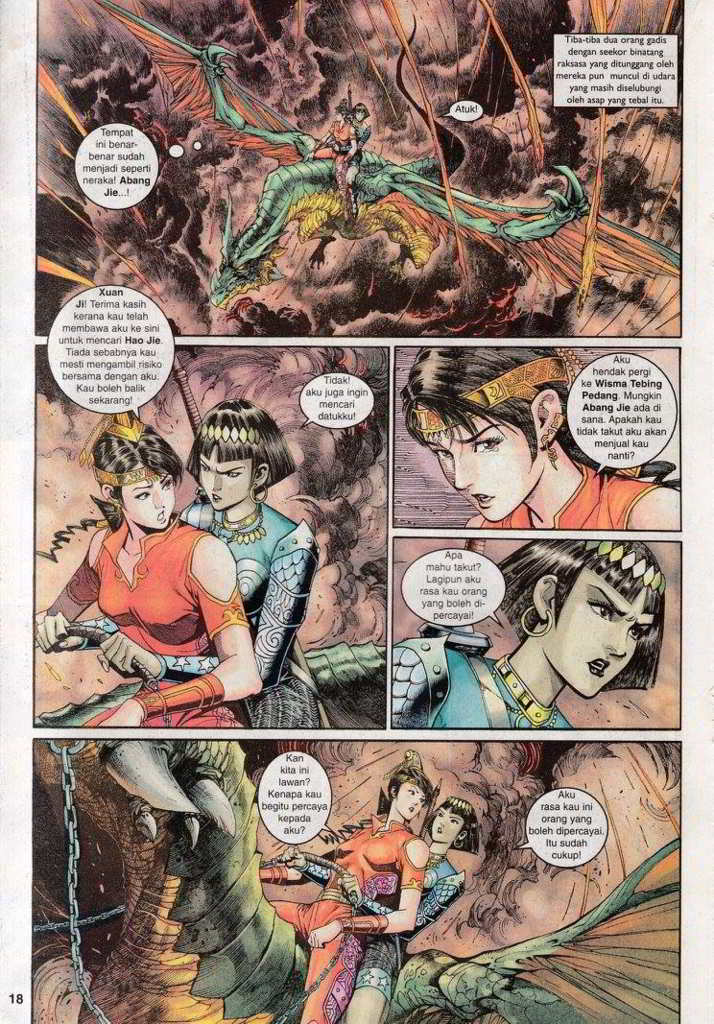 Tiba-tiba dua orang gadis
dengan seekor binatang
raksasa yang ditunggang oleh
mereka pun muncul di udara
yang masih diselubungi
oleh asap yang tebal itu.
Atuk!
Tempat
ini benar-
benar sudah
menjadi seperti
neraka! Abang
Jie...!
Xuan
Ji! Terima kasih
kerana kau telah
membawa aku ke sini
untuk mencari Hao Jie.
Tiada sebabnya kau
mesti mengambil risiko
bersama dengan aku.
Kau boleh balik
sekarang!
Tidak!
aku juga ingin
mencari
datukku!
Aku
hendak pergi
ke Wisma Tebing
Pedang. Mungkin
Abang Jie ada di
sana. Apakah kau
tidak takut aku akan
menjual kau
nanti?
Apa
mahu takut?
Lagipun aku
rasa kau orang
yang boleh di-
percayai!
Kan
kita ini
lawan?
Kenapa kau
begitu percaya
kepada
aku?
Aku
rasa kau ini
orang yang
boleh dipercayai.
Itu sudah
cukup!
18